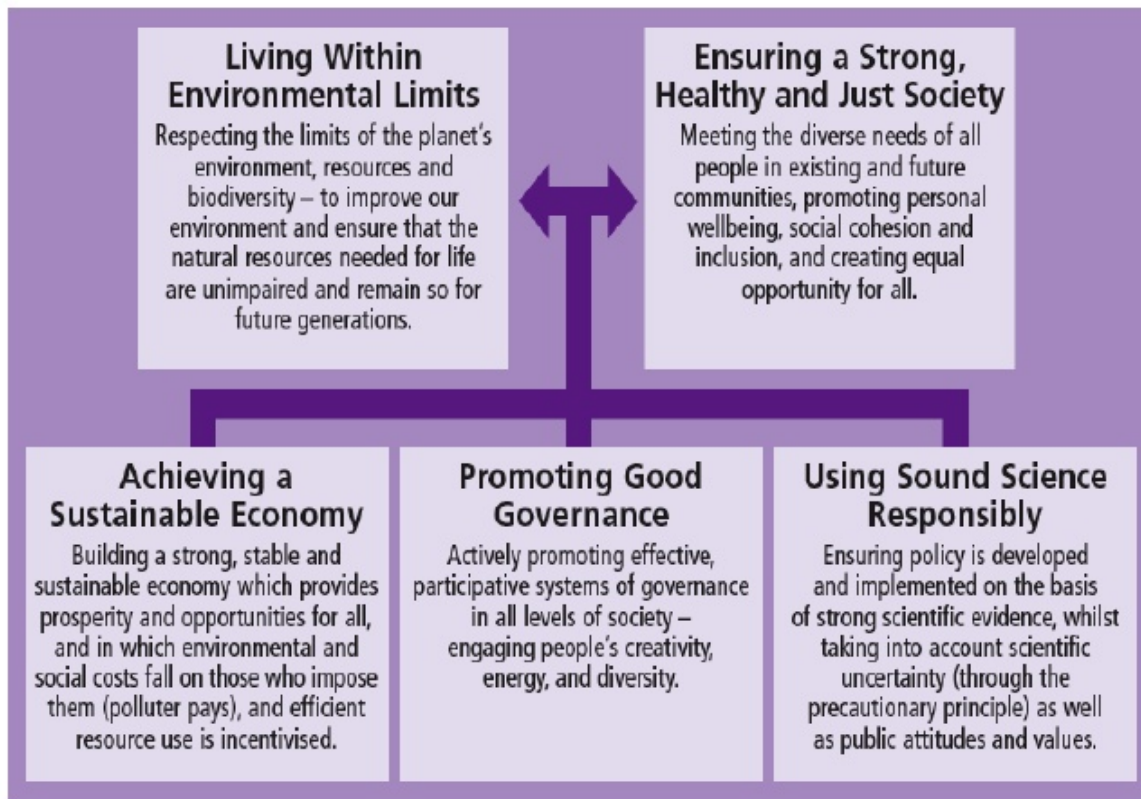 Living Within
Environmental Limits
Respecting the limits of the planet's
environment, resources and
biodiversity – to improve our
environment and ensure that the
natural resources needed for life
are unimpaired and remain so for
future generations.
Ensuring a Strong,
Healthy and Just Society
Meeting the diverse needs of all
people in existing and future
communities, promoting personal
wellbeing, social cohesion and
inclusion, and creating equal
opportunity for all.
Achieving a
Sustainable Economy
Building a strong, stable and
sustainable economy which provides
prosperity and opportunities for all,
and in which environmental and
social costs fall on those who impose
them (polluter pays), and efficient
resource use is incentivised.
Promoting Good
Governance
Actively promoting effective,
participative systems of governance
in all levels of society –
engaging people's creativity,
energy, and diversity.
Using Sound Science
Responsibly
Ensuring policy is developed
and implemented on the basis
of strong scientific evidence, whilst
taking into account scientific
uncertainty (through the
precautionary principle) as well
as public attitudes and values.